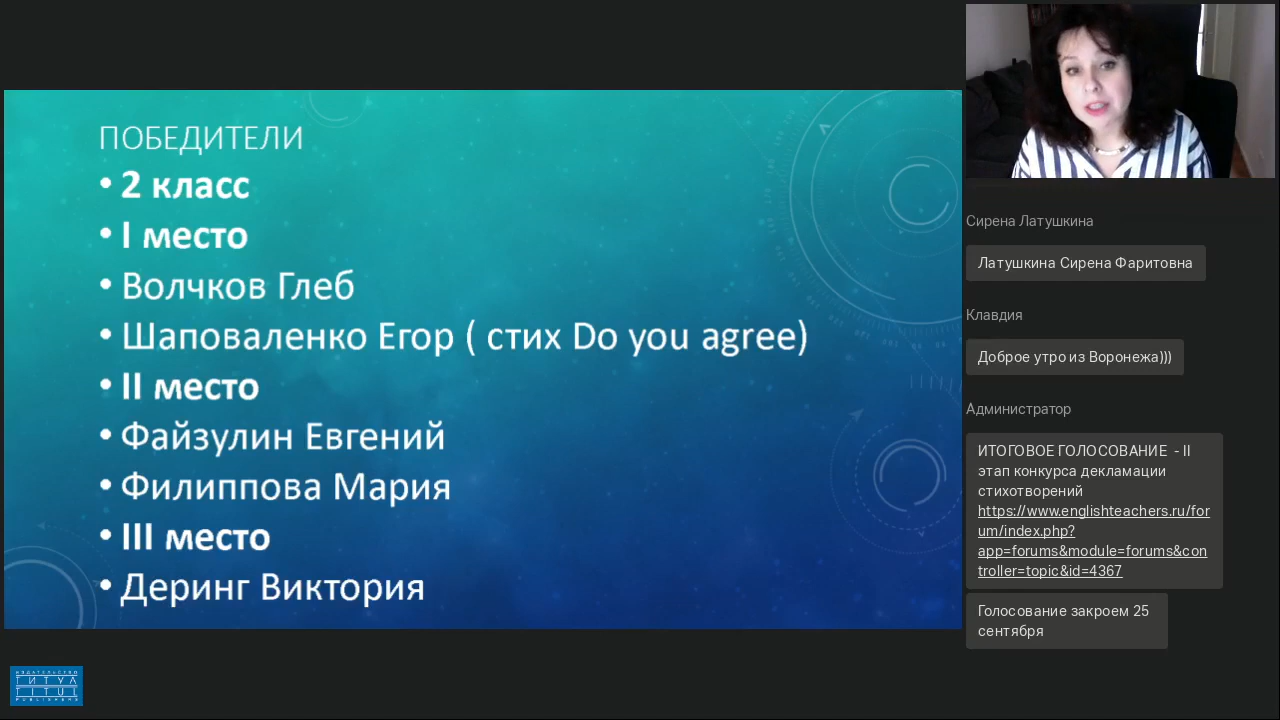 ПОБЕДИТЕЛИ
• 2 класс
• I место
• Волчков Глеб
• Шаповаленко Егор ( стих Do you agree)
• II место
• Файзулин Евгений
• Филиппова Мария
• III место
• Деринг Виктория
Сирена Латушкина
Латушкина Сирена Фаритовна
Клавдия
Доброе утро из Воронежа)))
Администратор
ИТОГОВОЕ ГОЛОСОВАНИЕ - II
этап конкурса декламации
стихотворений
https://www.englishteachers.ru/for
um/index.php?
app=forums&module=forums&con
troller=topic&id=4367
Голосование закроем 25
сентября
ИЗДАТЕЛЬСТВО
ТИТУЛ
TITUL
PUBLISHERS